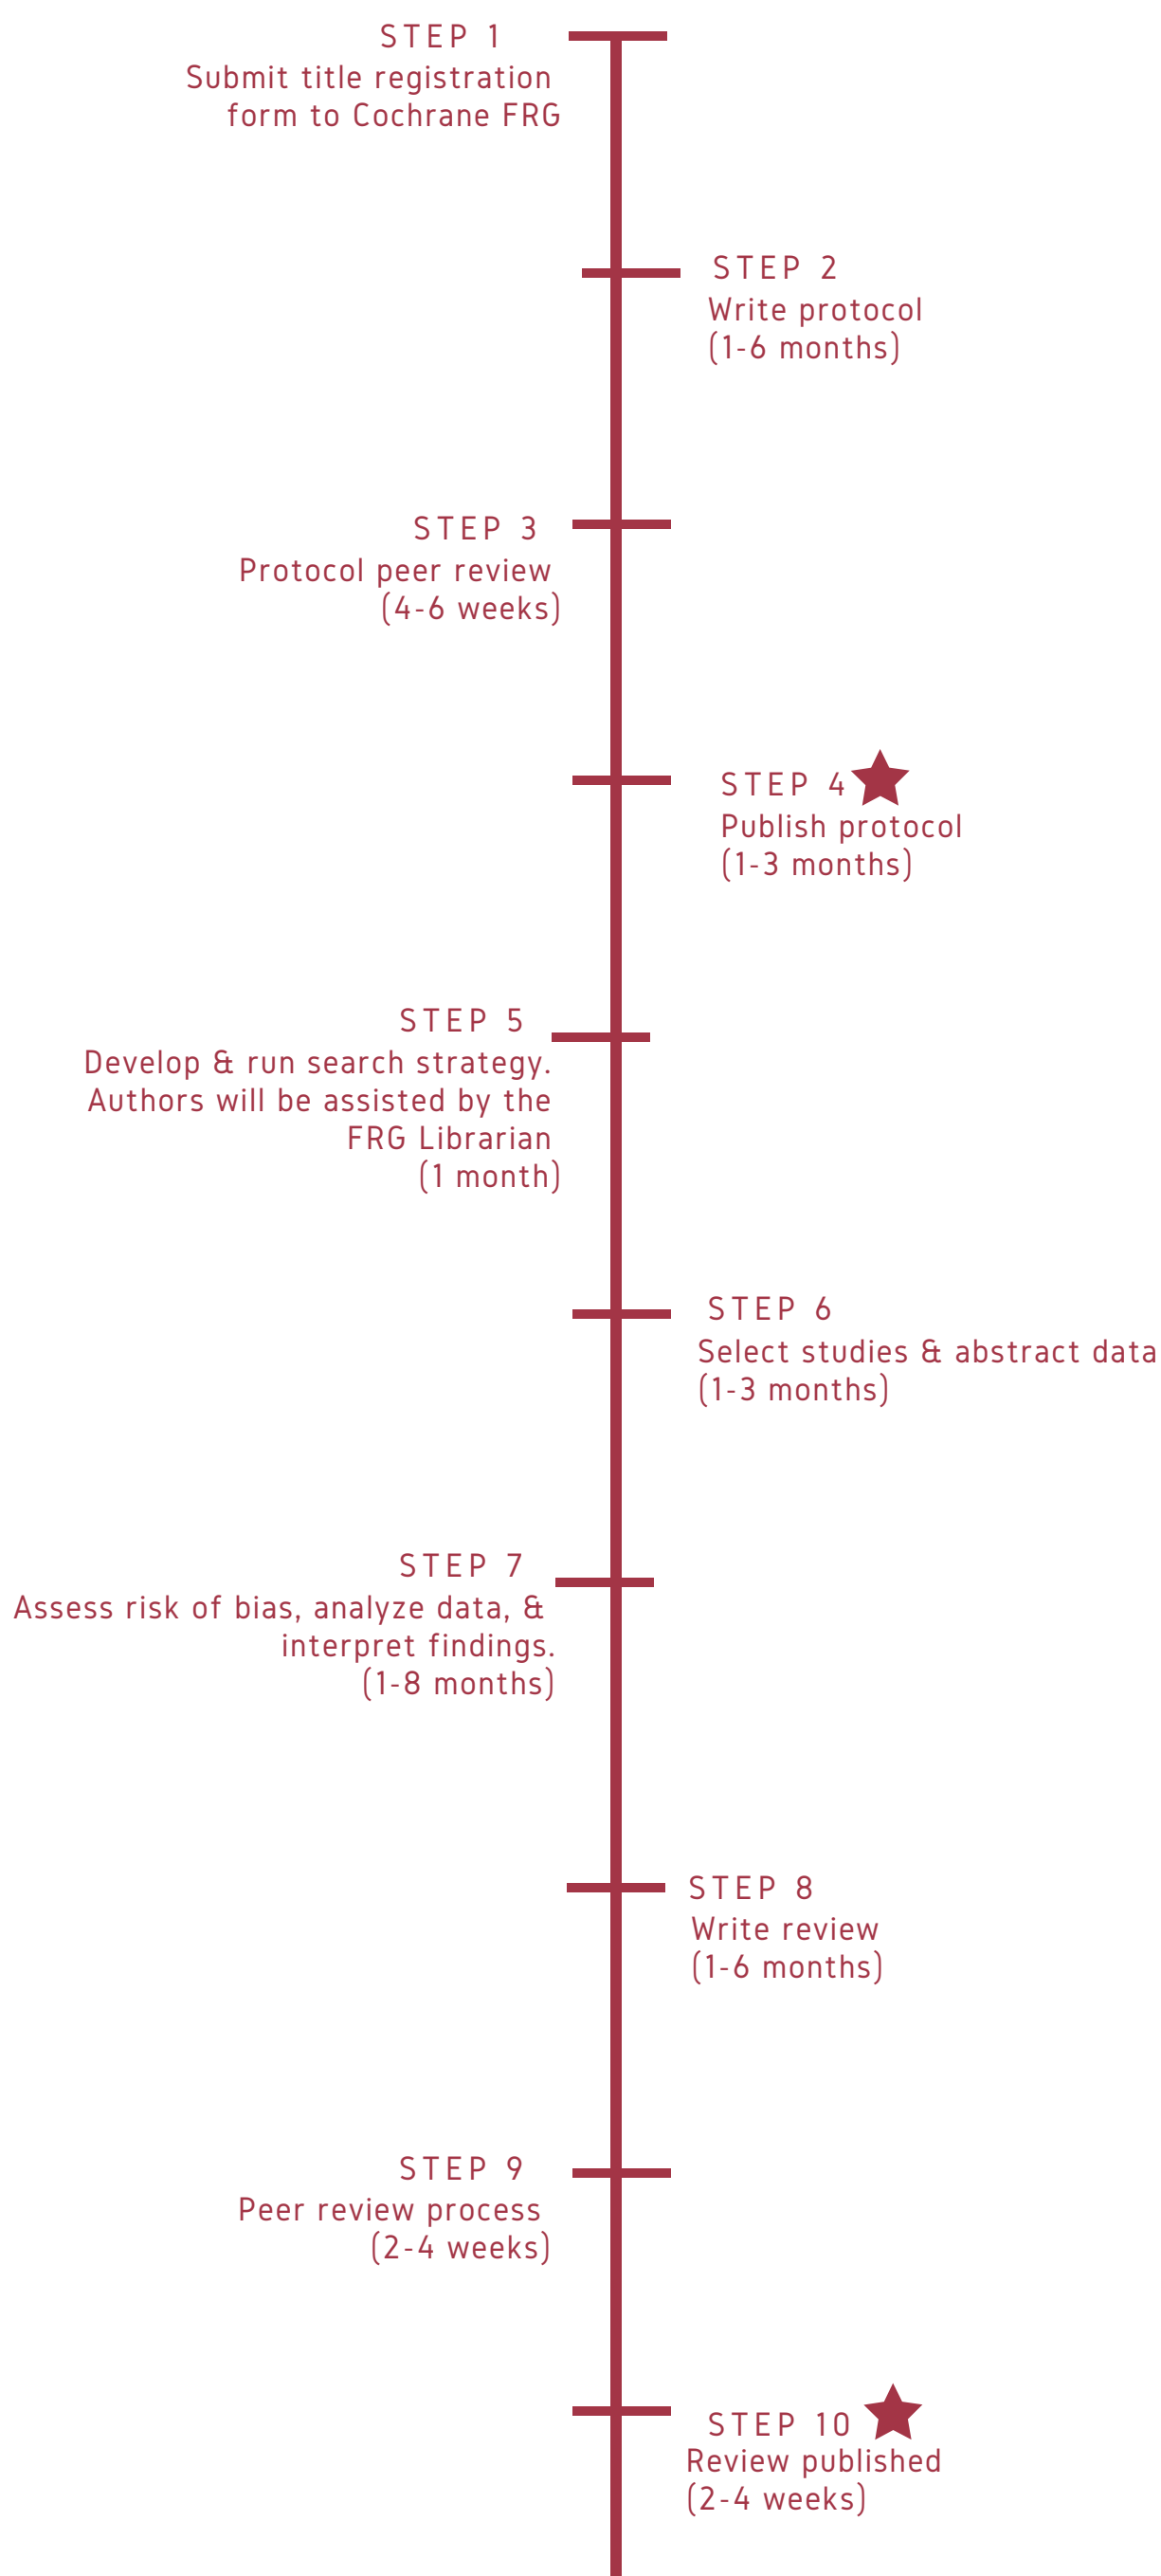 STEP 1
Submit title registration
form to Cochrane FRG
STEP 2
Write protocol
(1-6 months)
STEP 3
Protocol peer review
(4-6 weeks)
STEP 4
Publish protocol
(1-3 months)
STEP 5
Develop & run search strategy.
Authors will be assisted by the
FRG Librarian
(1 month)
STEP 6
Select studies & abstract data
(1-3 months)
STEP 7
Assess risk of bias, analyze data, &
interpret findings.
(1-8 months)
STEP 8
Write review
(1-6 months)
STEP 9
Peer review process
(2-4 weeks)
STEP 10
Review published
(2-4 weeks)